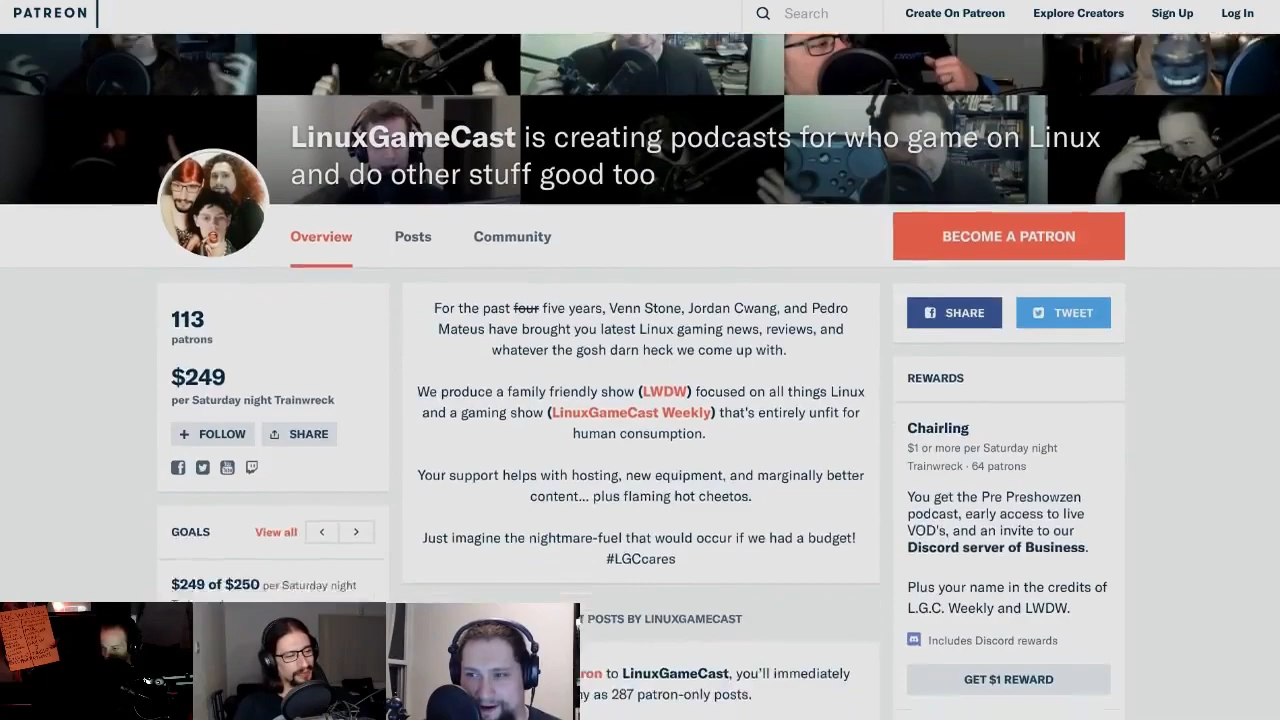 PATREON
Search
Create On Patreon
Explore Creators
Sign Up
Log In
LinuxGameCast is creating podcasts for who game on Linux
and do other stuff good too
Overview
Posts
Community
BECOME A PATRON
113
patrons
$249
per Saturday night Trainwreck
+ FOLLOW
SHARE
GOALS
View all
$249 of $250 per Saturday night
For the past four five years, Venn Stone, Jordan Cwang, and Pedro
Mateus have brought you latest Linux gaming news, reviews, and
whatever the gosh darn heck we come up with.
We produce a family friendly show (LWDW) focused on all things Linux
and a gaming show (LinuxGameCast Weekly) that's entirely unfit for
human consumption.
Your support helps with hosting, new equipment, and marginally better
content... plus flaming hot cheetos.
Just imagine the nightmare-fuel that would occur if we had a budget!
#LGCcares
POSTS BY LINUXGAMECAST
to LinuxGameCast, you'll immediately
as 287 patron-only posts.
SHARE
TWEET
REWARDS
Chairling
$1 or more per Saturday night
Trainwreck · 64 patrons
You get the Pre Preshowzen
podcast, early access to live
VOD's, and an invite to our
Discord server of Business.
Plus your name in the credits of
L.G.C. Weekly and LWDW.
Includes Discord rewards
GET $1 REWARD